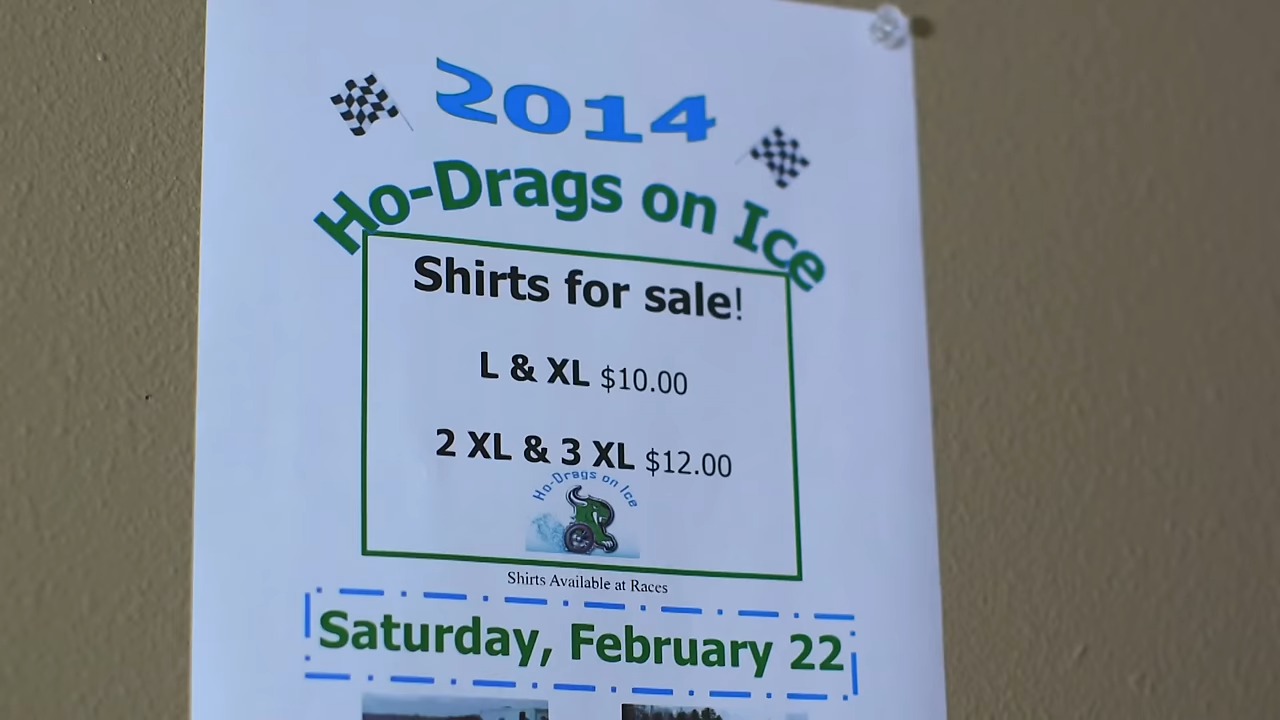 2014
Ho-Drags on Ice
Shirts for sale!
L & XL $10.00
2 XL & 3 XL $12.00
Ho-Drags on Ice
Shirts Available at Races
Saturday, February 22